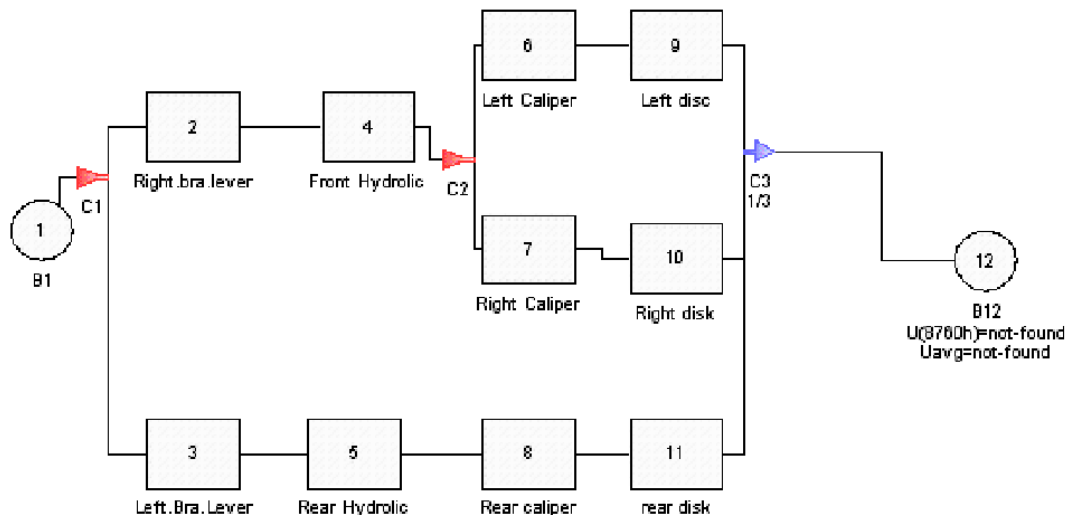 6
9
Left Caliper
Left disc
2
4
Right.bra.lever
Front Hydrolic
C1
C2
C3
1/3
1
B1
7
10
Right Caliper
Right disk
12
B12
U(8760h)=not-found
Uavg=not-found
3
5
8
11
Left.Bra.Lever
Rear Hydrolic
Rear caliper
rear disk